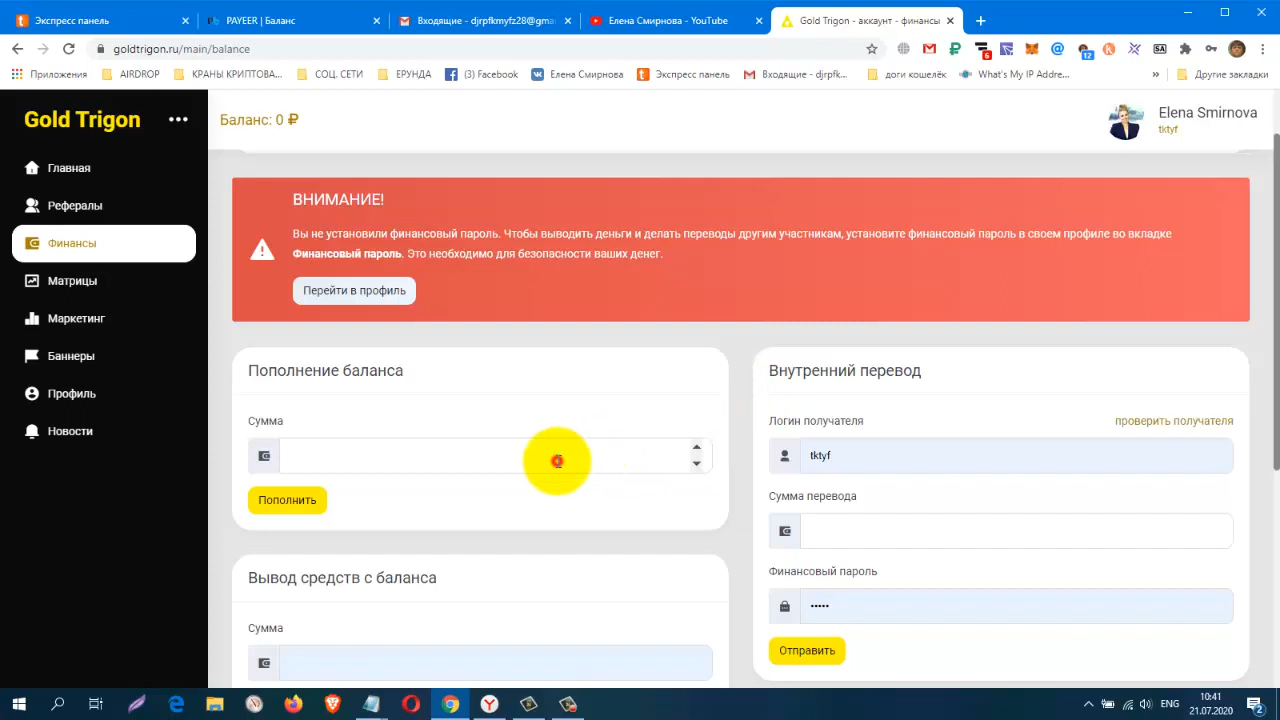 Экспресс панель
PAYEER | Баланс
Входящие - djrpfkmyfz28@gma
Елена Смирнова - YouTube
Gold Trigon - аккаунт - финансы
goldtrigon.ru/main/balance
6
12
SA
Приложения
AIRDROP
КРАНЫ КРИПТОВА...
СОЦ. СЕТИ
ЕРУНДА
(3) Facebook
Елена Смирнова
Экспресс панель
Входящие - djrpfk...
доги кошелёк
What's My IP Addre...
»
Другие закладки
Gold Trigon
Баланс: 0 ₽
Elena Smirnova
tktyf
Главная
Рефералы
Финансы
Матрицы
Маркетинг
Баннеры
Профиль
Новости
ВНИМАНИЕ!
Вы не установили финансовый пароль. Чтобы выводить деньги и делать переводы другим участникам, установите финансовый пароль в своем профиле во вкладке
Финансовый пароль. Это необходимо для безопасности ваших денег.
Перейти в профиль
Пополнение баланса
Сумма
Пополнить
Вывод средств с баланса
Сумма
Внутренний перевод
Логин получателя
проверить получателя
tktyf
Сумма перевода
Финансовый пароль
•••••
Отправить
ENG
10:41
21.07.2020
2